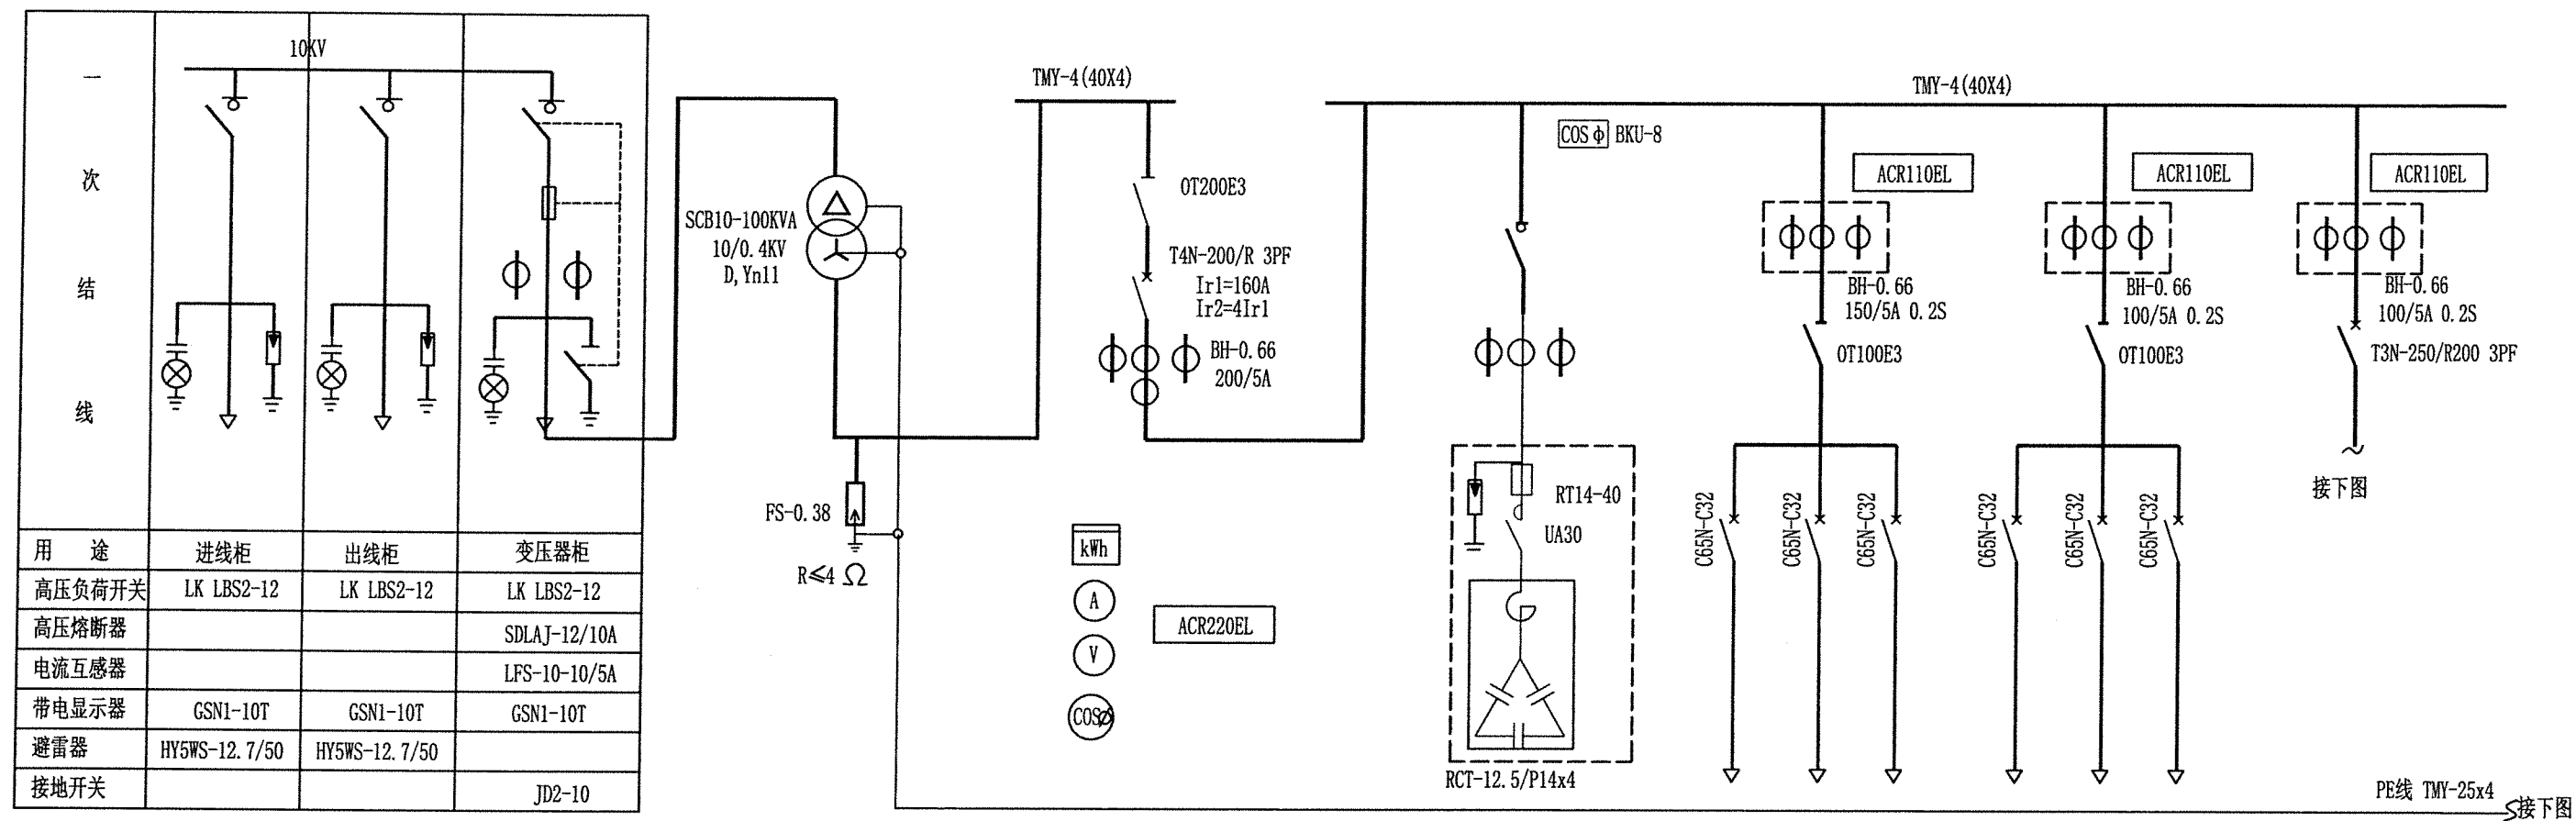 一
次
结
线
10KV
用 途 进线柜 出线柜 变压器柜
高压负荷开关 LK LBS2-12 LK LBS2-12 LK LBS2-12
高压熔断器 SDLAJ-12/10A
电流互感器 LFS-10-10/5A
带电显示器 GSN1-10T GSN1-10T GSN1-10T
避雷器 HY5WS-12.7/50 HY5WS-12.7/50
接地开关 JD2-10
SCB10-100KVA
10/0.4KV
D,Yn11
FS-0.38
R≤4 Ω
TMY-4(40X4)
OT200E3
T4N-200/R 3PF
Ir1=160A
Ir2=4Ir1
BH-0.66
200/5A
kWh
A
V
COSφ
ACR220EL
TMY-4(40X4)
COSφ BKU-8
RT14-40
UA30
RCT-12.5/P14x4
ACR110EL
BH-0.66
150/5A 0.2S
OT100E3
C65N-C32
C65N-C32
C65N-C32
ACR110EL
BH-0.66
100/5A 0.2S
OT100E3
C65N-C32
C65N-C32
C65N-C32
ACR110EL
BH-0.66
100/5A 0.2S
T3N-250/R200 3PF
接下图
PE线 TMY-25x4
接下图